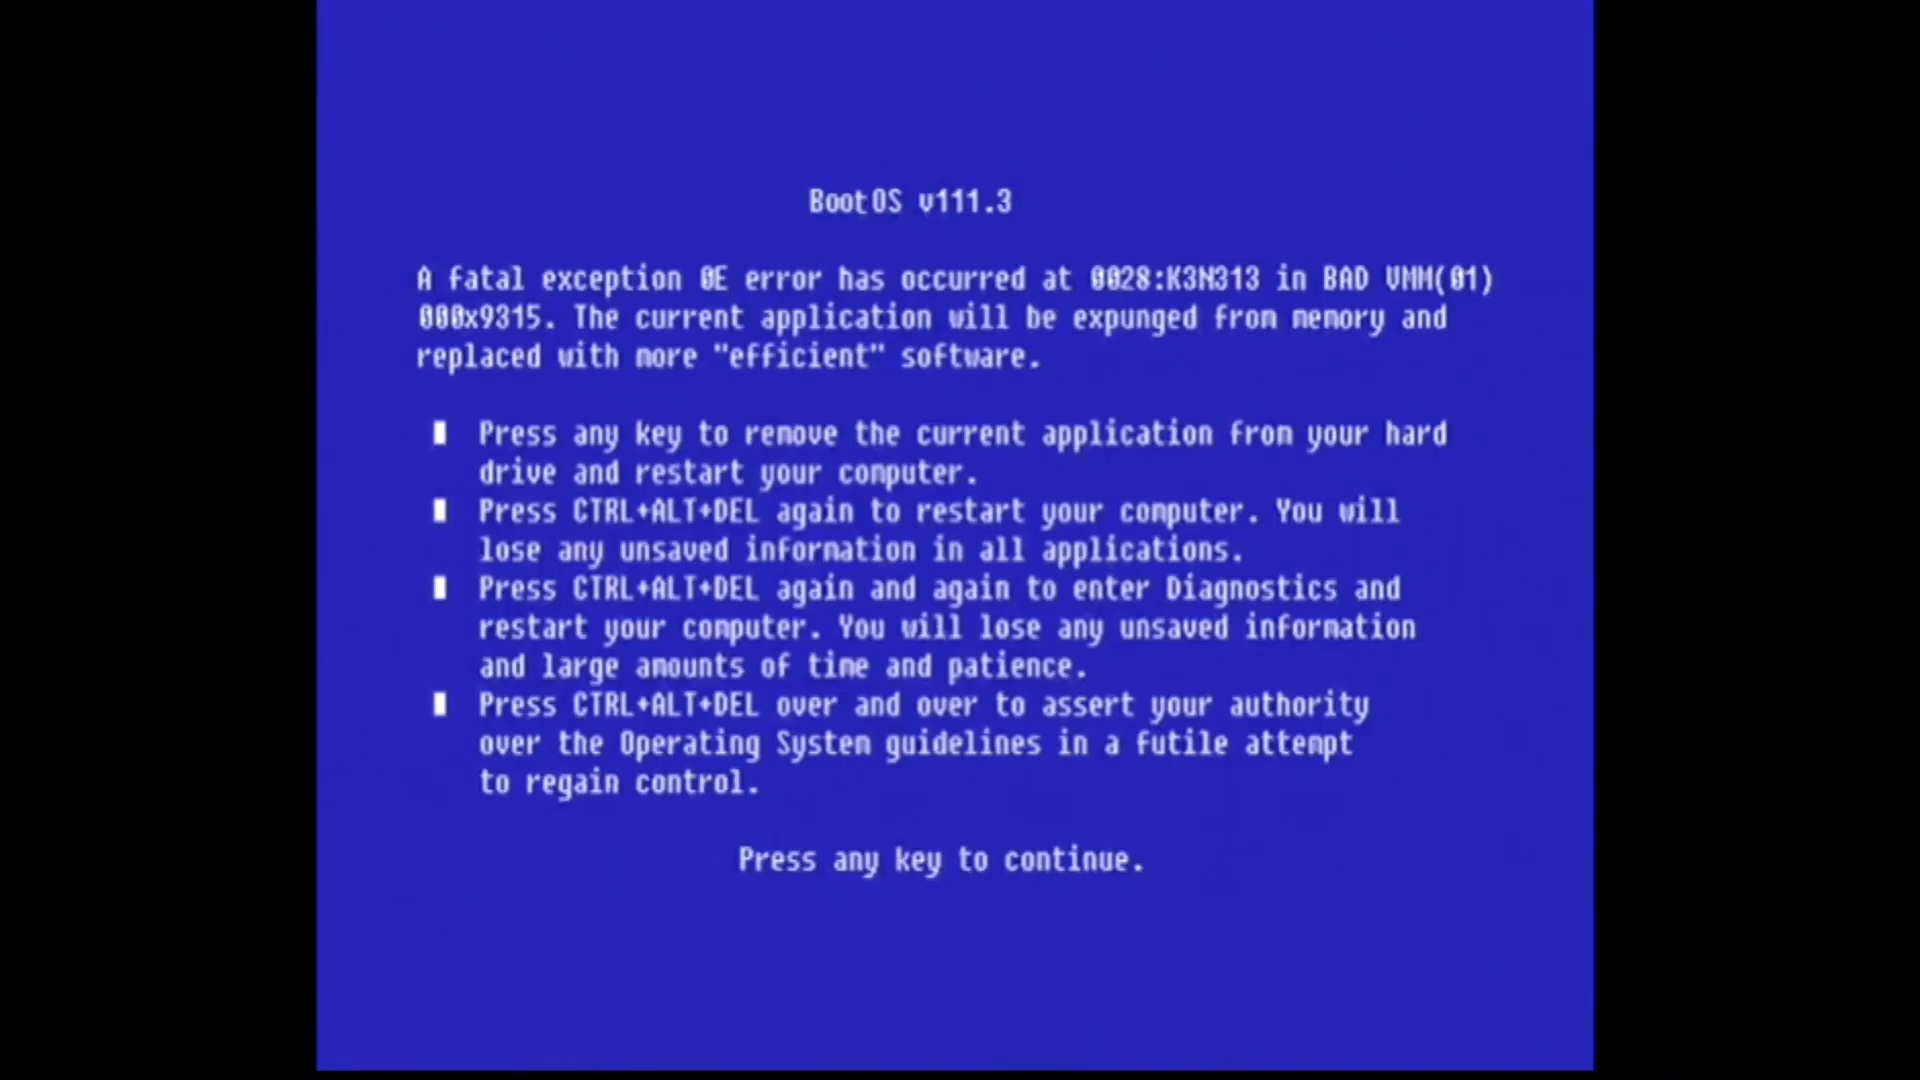 BootOS v111.3
A fatal exception 0E error has occurred at 0028:K3N313 in BAD VMM(01)
000x9315. The current application will be expunged from memory and
replaced with more "efficient" software.
Press any key to remove the current application from your hard
drive and restart your computer.
Press CTRL+ALT+DEL again to restart your computer. You will
lose any unsaved information in all applications.
Press CTRL+ALT+DEL again and again to enter Diagnostics and
restart your computer. You will lose any unsaved information
and large amounts of time and patience.
Press CTRL+ALT+DEL over and over to assert your authority
over the Operating System guidelines in a futile attempt
to regain control.
Press any key to continue.